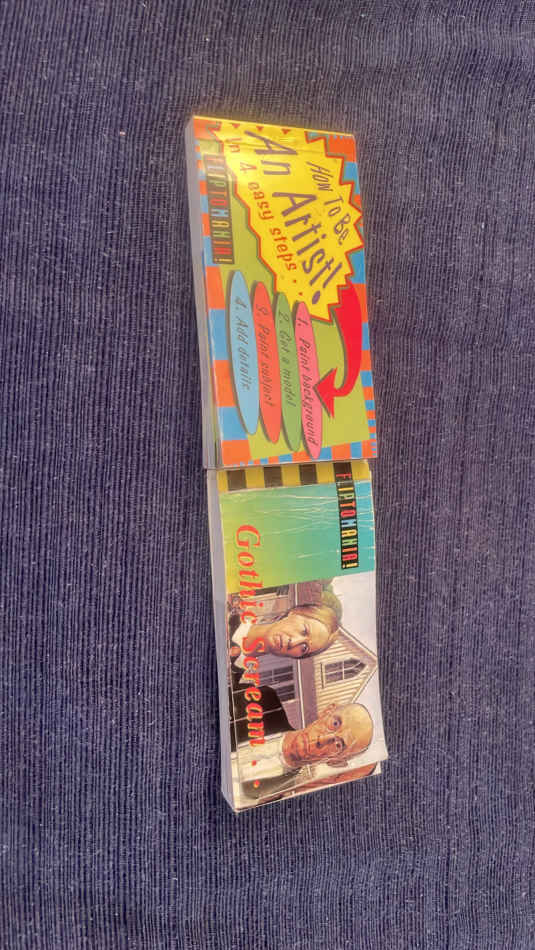 How To Be
An Artist!
in 4 easy steps . . .
1. Paint background
2. Get a model
3. Paint subject
4. Add details
FLIPTOMANIA!
FLIPTOMANIA!
Gothic Scream . . .